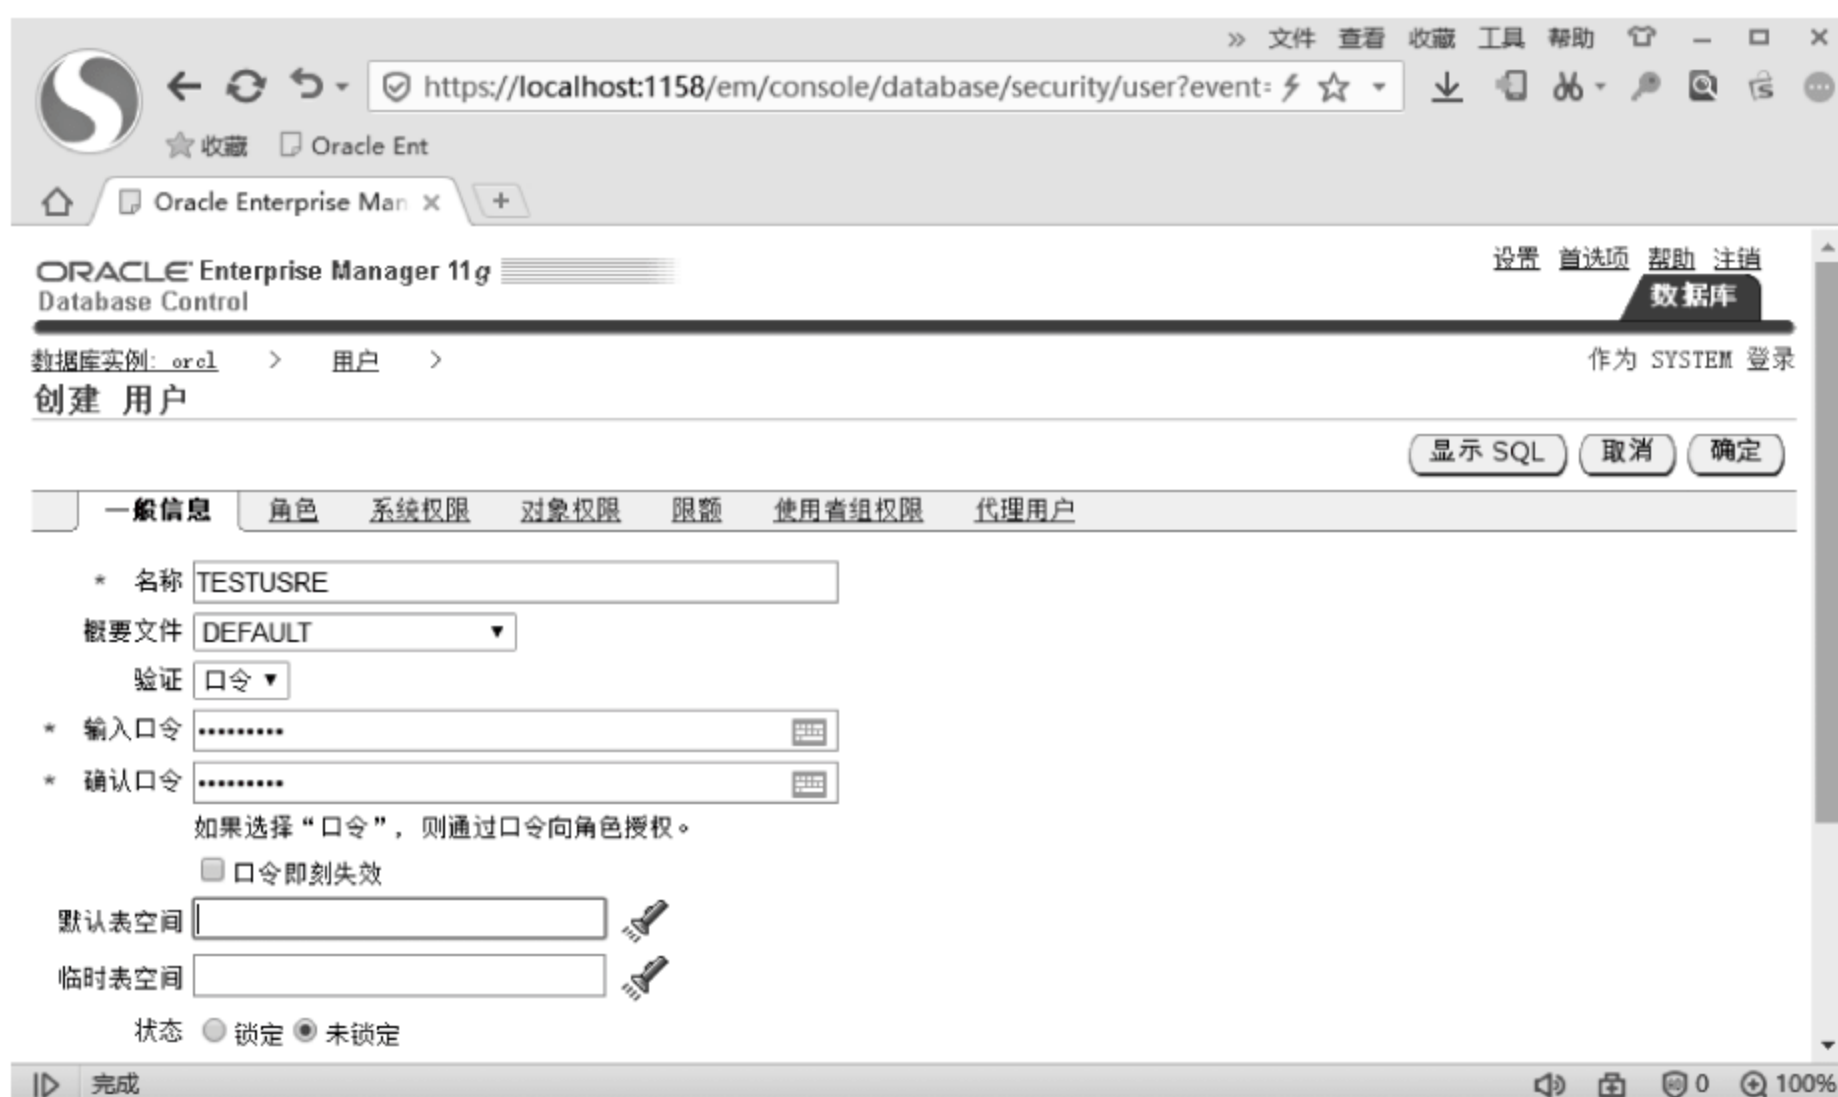 » 文件 查看 收藏 工具 帮助
https://localhost:1158/em/console/database/security/user?event=
收藏 Oracle Ent
Oracle Enterprise Man
ORACLE Enterprise Manager 11g
Database Control
设置 首选项 帮助 注销
数据库
数据库实例: orcl > 用户 >
作为 SYSTEM 登录
创建 用户
显示 SQL 取消 确定
一般信息 角色 系统权限 对象权限 限额 使用者组权限 代理用户
* 名称 TESTUSRE
概要文件 DEFAULT
验证 口令
* 输入口令 •••••••••
* 确认口令 •••••••••
如果选择“口令”, 则通过口令向角色授权。
口令即刻失效
默认表空间
临时表空间
状态 锁定 未锁定
完成
0 100%